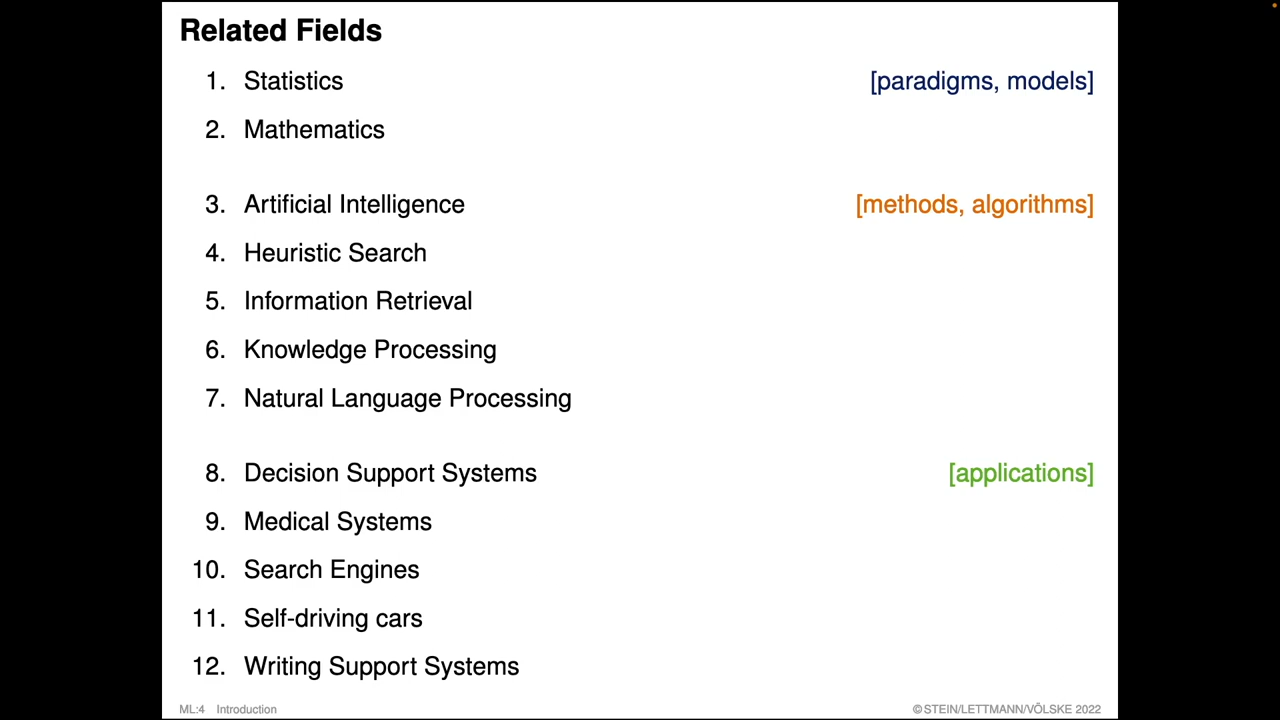 Related Fields
1. Statistics [paradigms, models]
2. Mathematics
3. Artificial Intelligence [methods, algorithms]
4. Heuristic Search
5. Information Retrieval
6. Knowledge Processing
7. Natural Language Processing
8. Decision Support Systems [applications]
9. Medical Systems
10. Search Engines
11. Self-driving cars
12. Writing Support Systems
ML:4 Introduction ©STEIN/LETTMANN/VÖLSKE 2022